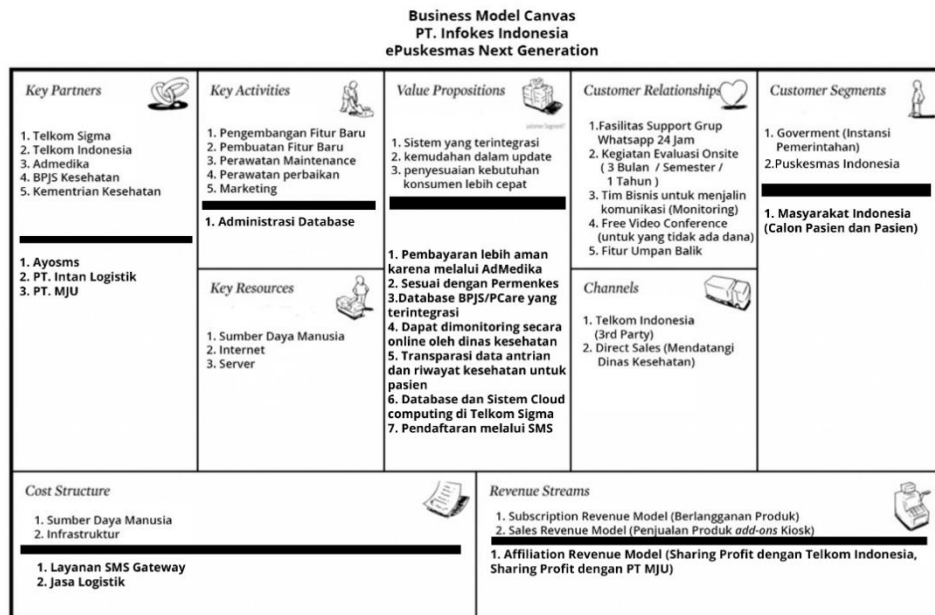 Business Model Canvas
PT. Infokes Indonesia
ePuskesmas Next Generation
Key Partners
1. Telkom Sigma
2. Telkom Indonesia
3. Admedika
4. BPJS Kesehatan
5. Kementrian Kesehatan
1. Ayosms
2. PT. Intan Logistik
3. PT. MJU
Key Activities
1. Pengembangan Fitur Baru
2. Pembuatan Fitur Baru
3. Perawatan Maintenance
4. Perawatan perbaikan
5. Marketing
1. Administrasi Database
Key Resources
1. Sumber Daya Manusia
2. Internet
3. Server
Value Propositions
1. Sistem yang terintegrasi
2. kemudahan dalam update
3. penyesuaian kebutuhan
konsumen lebih cepat
1. Pembayaran lebih aman
karena melalui AdMedika
2. Sesuai dengan Permenkes
3.Database BPJS/PCare yang
terintegrasi
4. Dapat dimonitoring secara
online oleh dinas kesehatan
5. Transparasi data antrian
dan riwayat kesehatan untuk
pasien
6. Database dan Sistem Cloud
computing di Telkom Sigma
7. Pendaftaran melalui SMS
Customer Relationships
1.Fasilitas Support Grup
Whatsapp 24 Jam
2. Kegiatan Evaluasi Onsite
( 3 Bulan / Semester /
1 Tahun )
3. Tim Bisnis untuk menjalin
komunikasi (Monitoring)
4. Free Video Conference
(untuk yang tidak ada dana)
5. Fitur Umpan Balik
Channels
1. Telkom Indonesia
(3rd Party)
2. Direct Sales (Mendatangi
Dinas Kesehatan)
Customer Segments
1. Goverment (Instansi
Pemerintahan)
2.Puskesmas Indonesia
1. Masyarakat Indonesia
(Calon Pasien dan Pasien)
Cost Structure
1. Sumber Daya Manusia
2. Infrastruktur
1. Layanan SMS Gateway
2. Jasa Logistik
Revenue Streams
1. Subscription Revenue Model (Berlangganan Produk)
2. Sales Revenue Model (Penjualan Produk add-ons Kiosk)
1. Affiliation Revenue Model (Sharing Profit dengan Telkom Indonesia,
Sharing Profit dengan PT MJU)